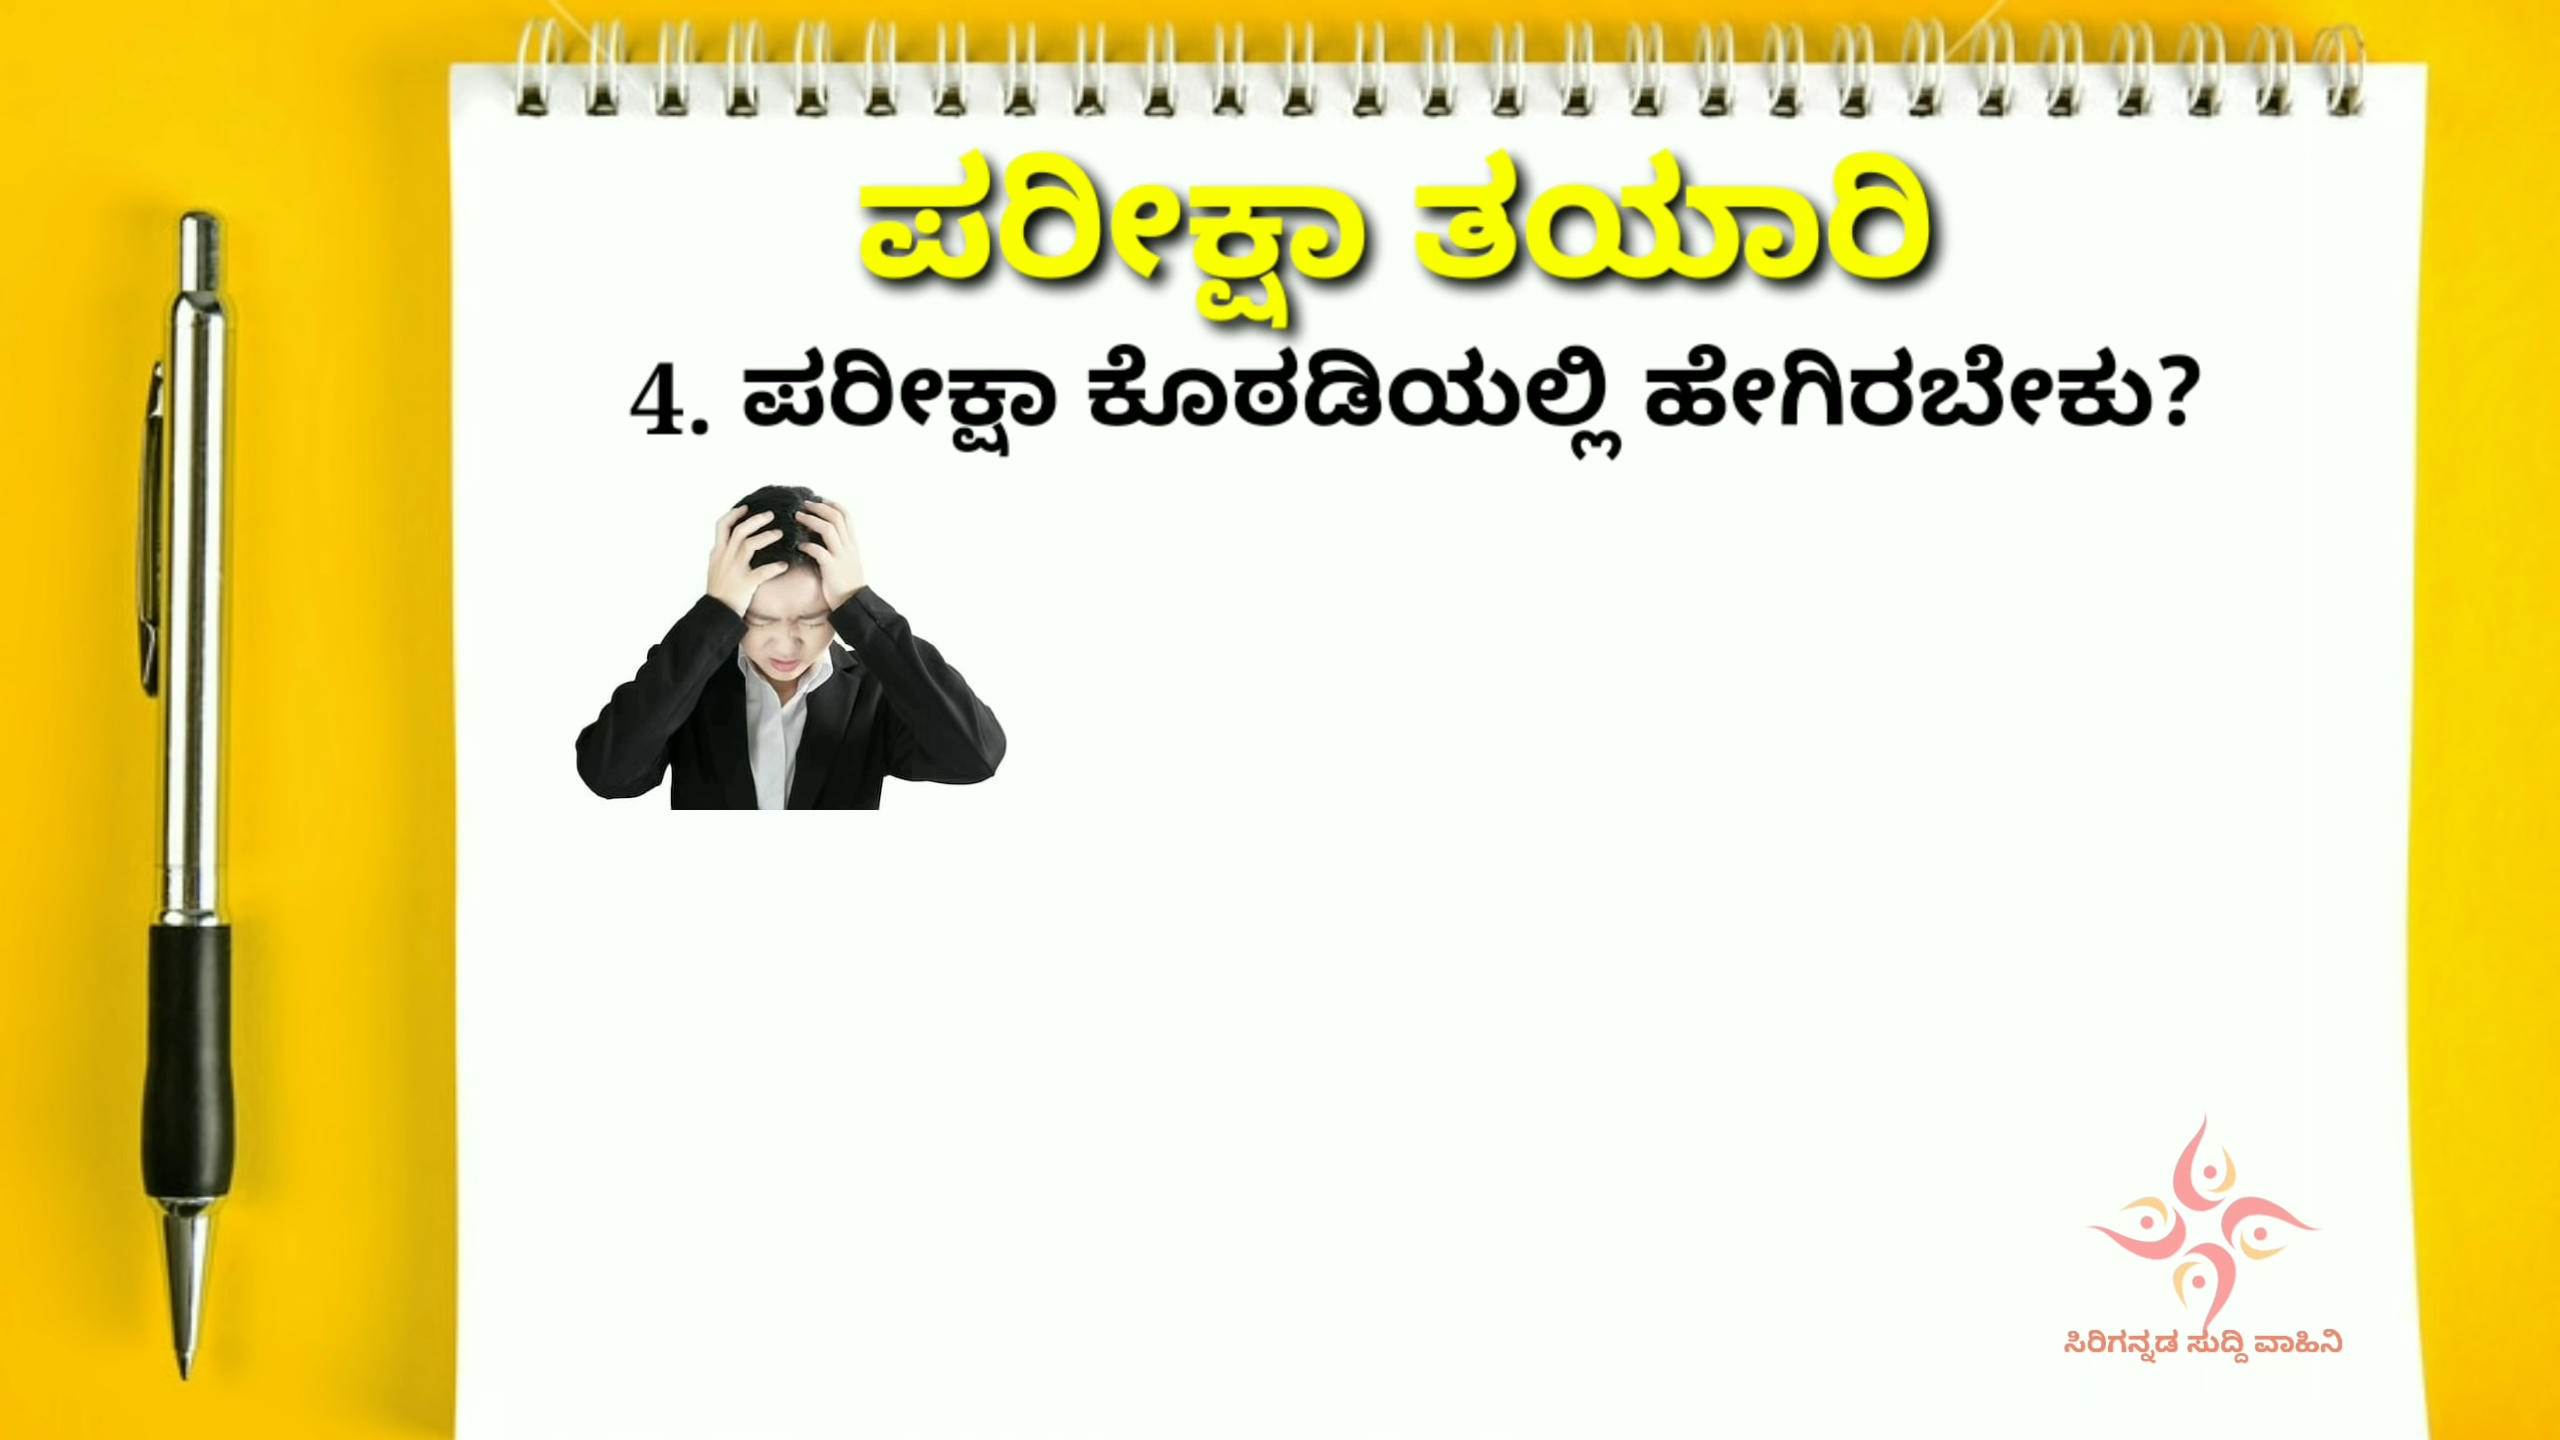 ಪರೀಕ್ಷಾ ತಯಾರಿ
4. ಪರೀಕ್ಷಾ ಕೊಠಡಿಯಲ್ಲಿ ಹೇಗಿರಬೇಕು?
ಸಿರಿಗನ್ನಡ ಸುದ್ದಿ ವಾಹಿನಿ